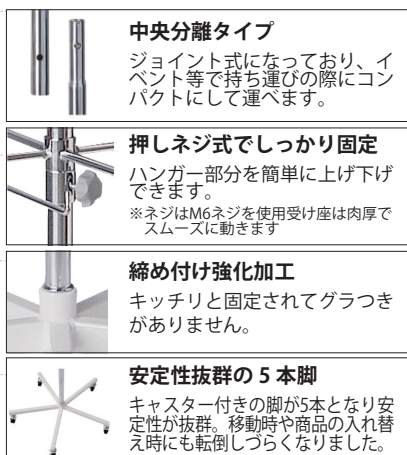 中央分離タイプ
ジョイント式になっており、イ
ベント等で持ち運びの際にコン
パクトにして運べます。
押しネジ式でしっかり固定
ハンガー部分を簡単に上げ下げ
できます。
※ネジはM6ネジを使用受け座は肉厚で
スムーズに動きます
締め付け強化加工
キッチリと固定されてグラつき
がありません。
安定性抜群の 5 本脚
キャスター付きの脚が5本となり安
定性が抜群。移動時や商品の入れ替
え時にも転倒しづらくなりました。